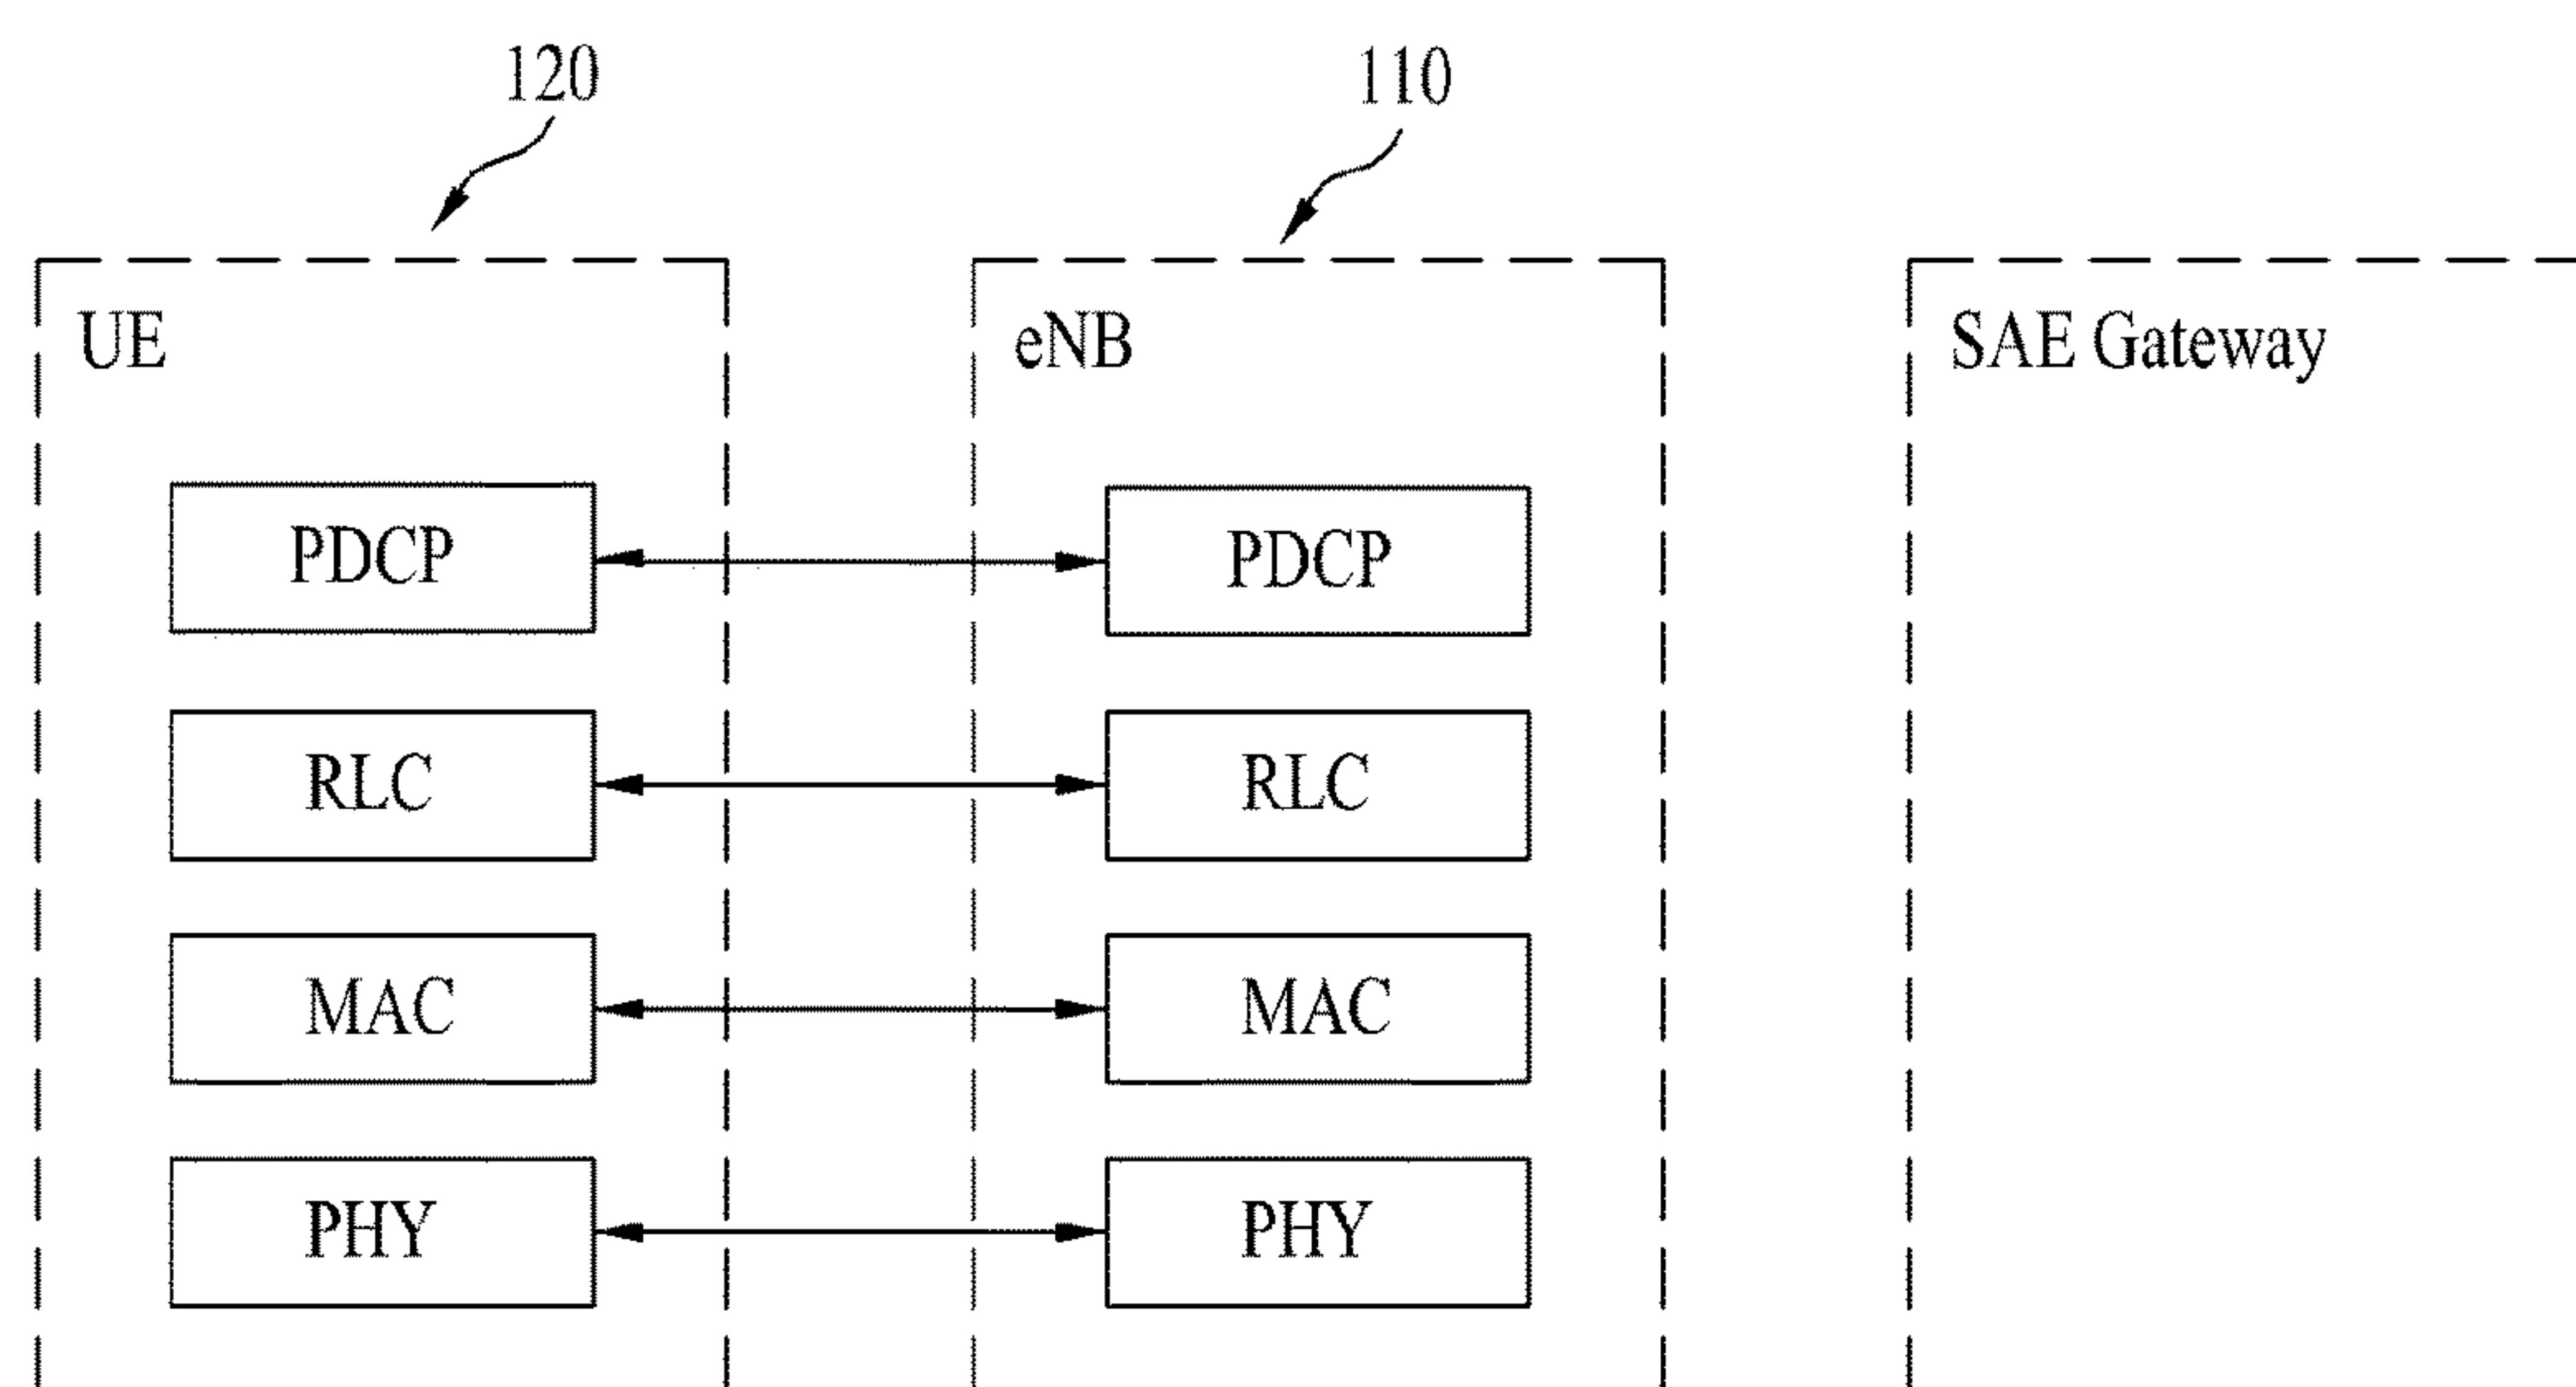 120 110
UE eNB SAE Gateway
PDCP PDCP
RLC RLC
MAC MAC
PHY PHY